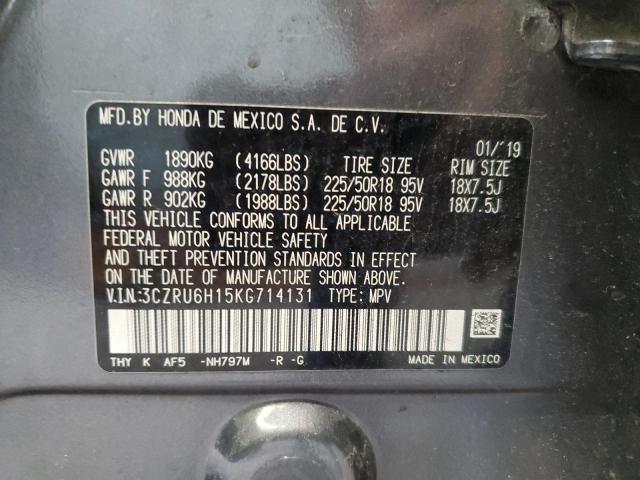 MFD.BY HONDA DE MEXICO S.A. DE C.V.
01/'19
GVWR 1890KG (4166LBS) TIRE SIZE RIM SIZE
GAWR F 988KG (2178LBS) 225/50R18 95V 18X7.5J
GAWR R 902KG (1988LBS) 225/50R18 95V 18X7.5J
THIS VEHICLE CONFORMS TO ALL APPLICABLE
FEDERAL MOTOR VEHICLE SAFETY
AND THEFT PREVENTION STANDARDS IN EFFECT
ON THE DATE OF MANUFACTURE SHOWN ABOVE.
V.I.N.:3CZRU6H15KG714131 TYPE: MPV
THY K AF5 -NH797M -R -G MADE IN MEXICO